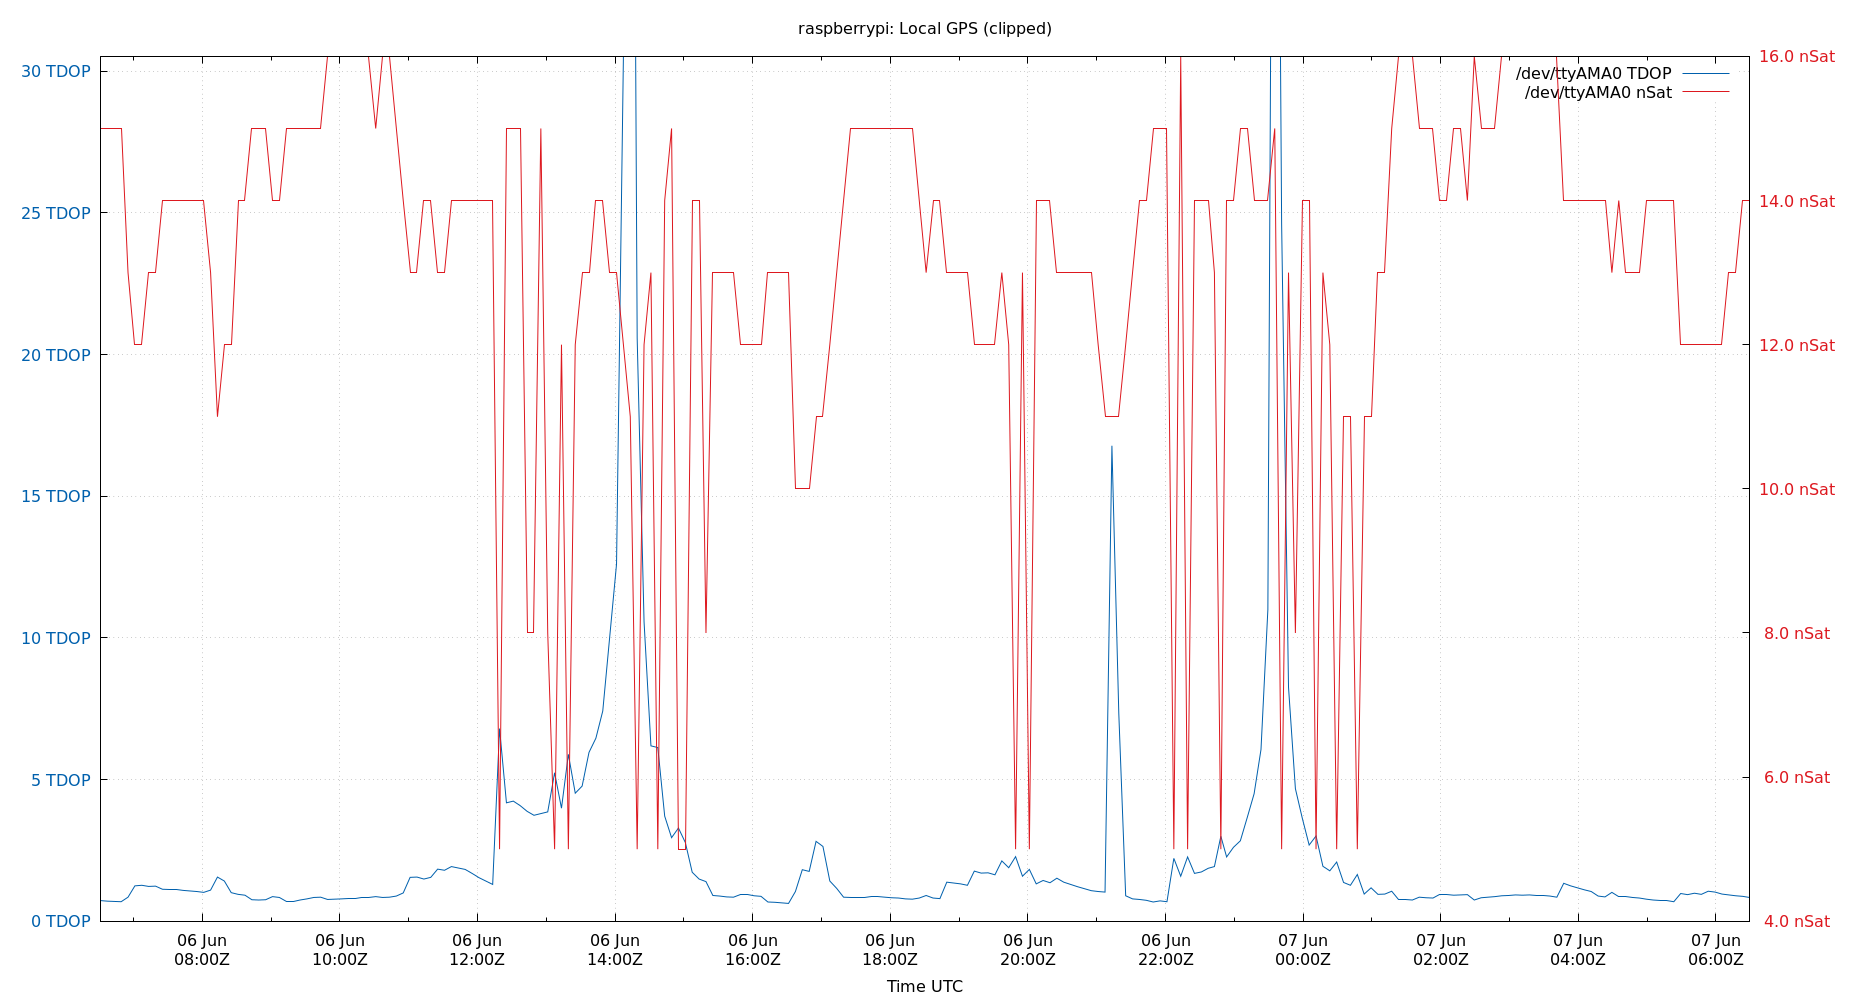 raspberrypi: Local GPS (clipped)
30 TDOP
25 TDOP
20 TDOP
15 TDOP
10 TDOP
5 TDOP
0 TDOP
16.0 nSat
14.0 nSat
12.0 nSat
10.0 nSat
8.0 nSat
6.0 nSat
4.0 nSat
/dev/ttyAMA0 TDOP
/dev/ttyAMA0 nSat
06 Jun
08:00Z
06 Jun
10:00Z
06 Jun
12:00Z
06 Jun
14:00Z
06 Jun
16:00Z
06 Jun
18:00Z
06 Jun
20:00Z
06 Jun
22:00Z
07 Jun
00:00Z
07 Jun
02:00Z
07 Jun
04:00Z
07 Jun
06:00Z
Time UTC